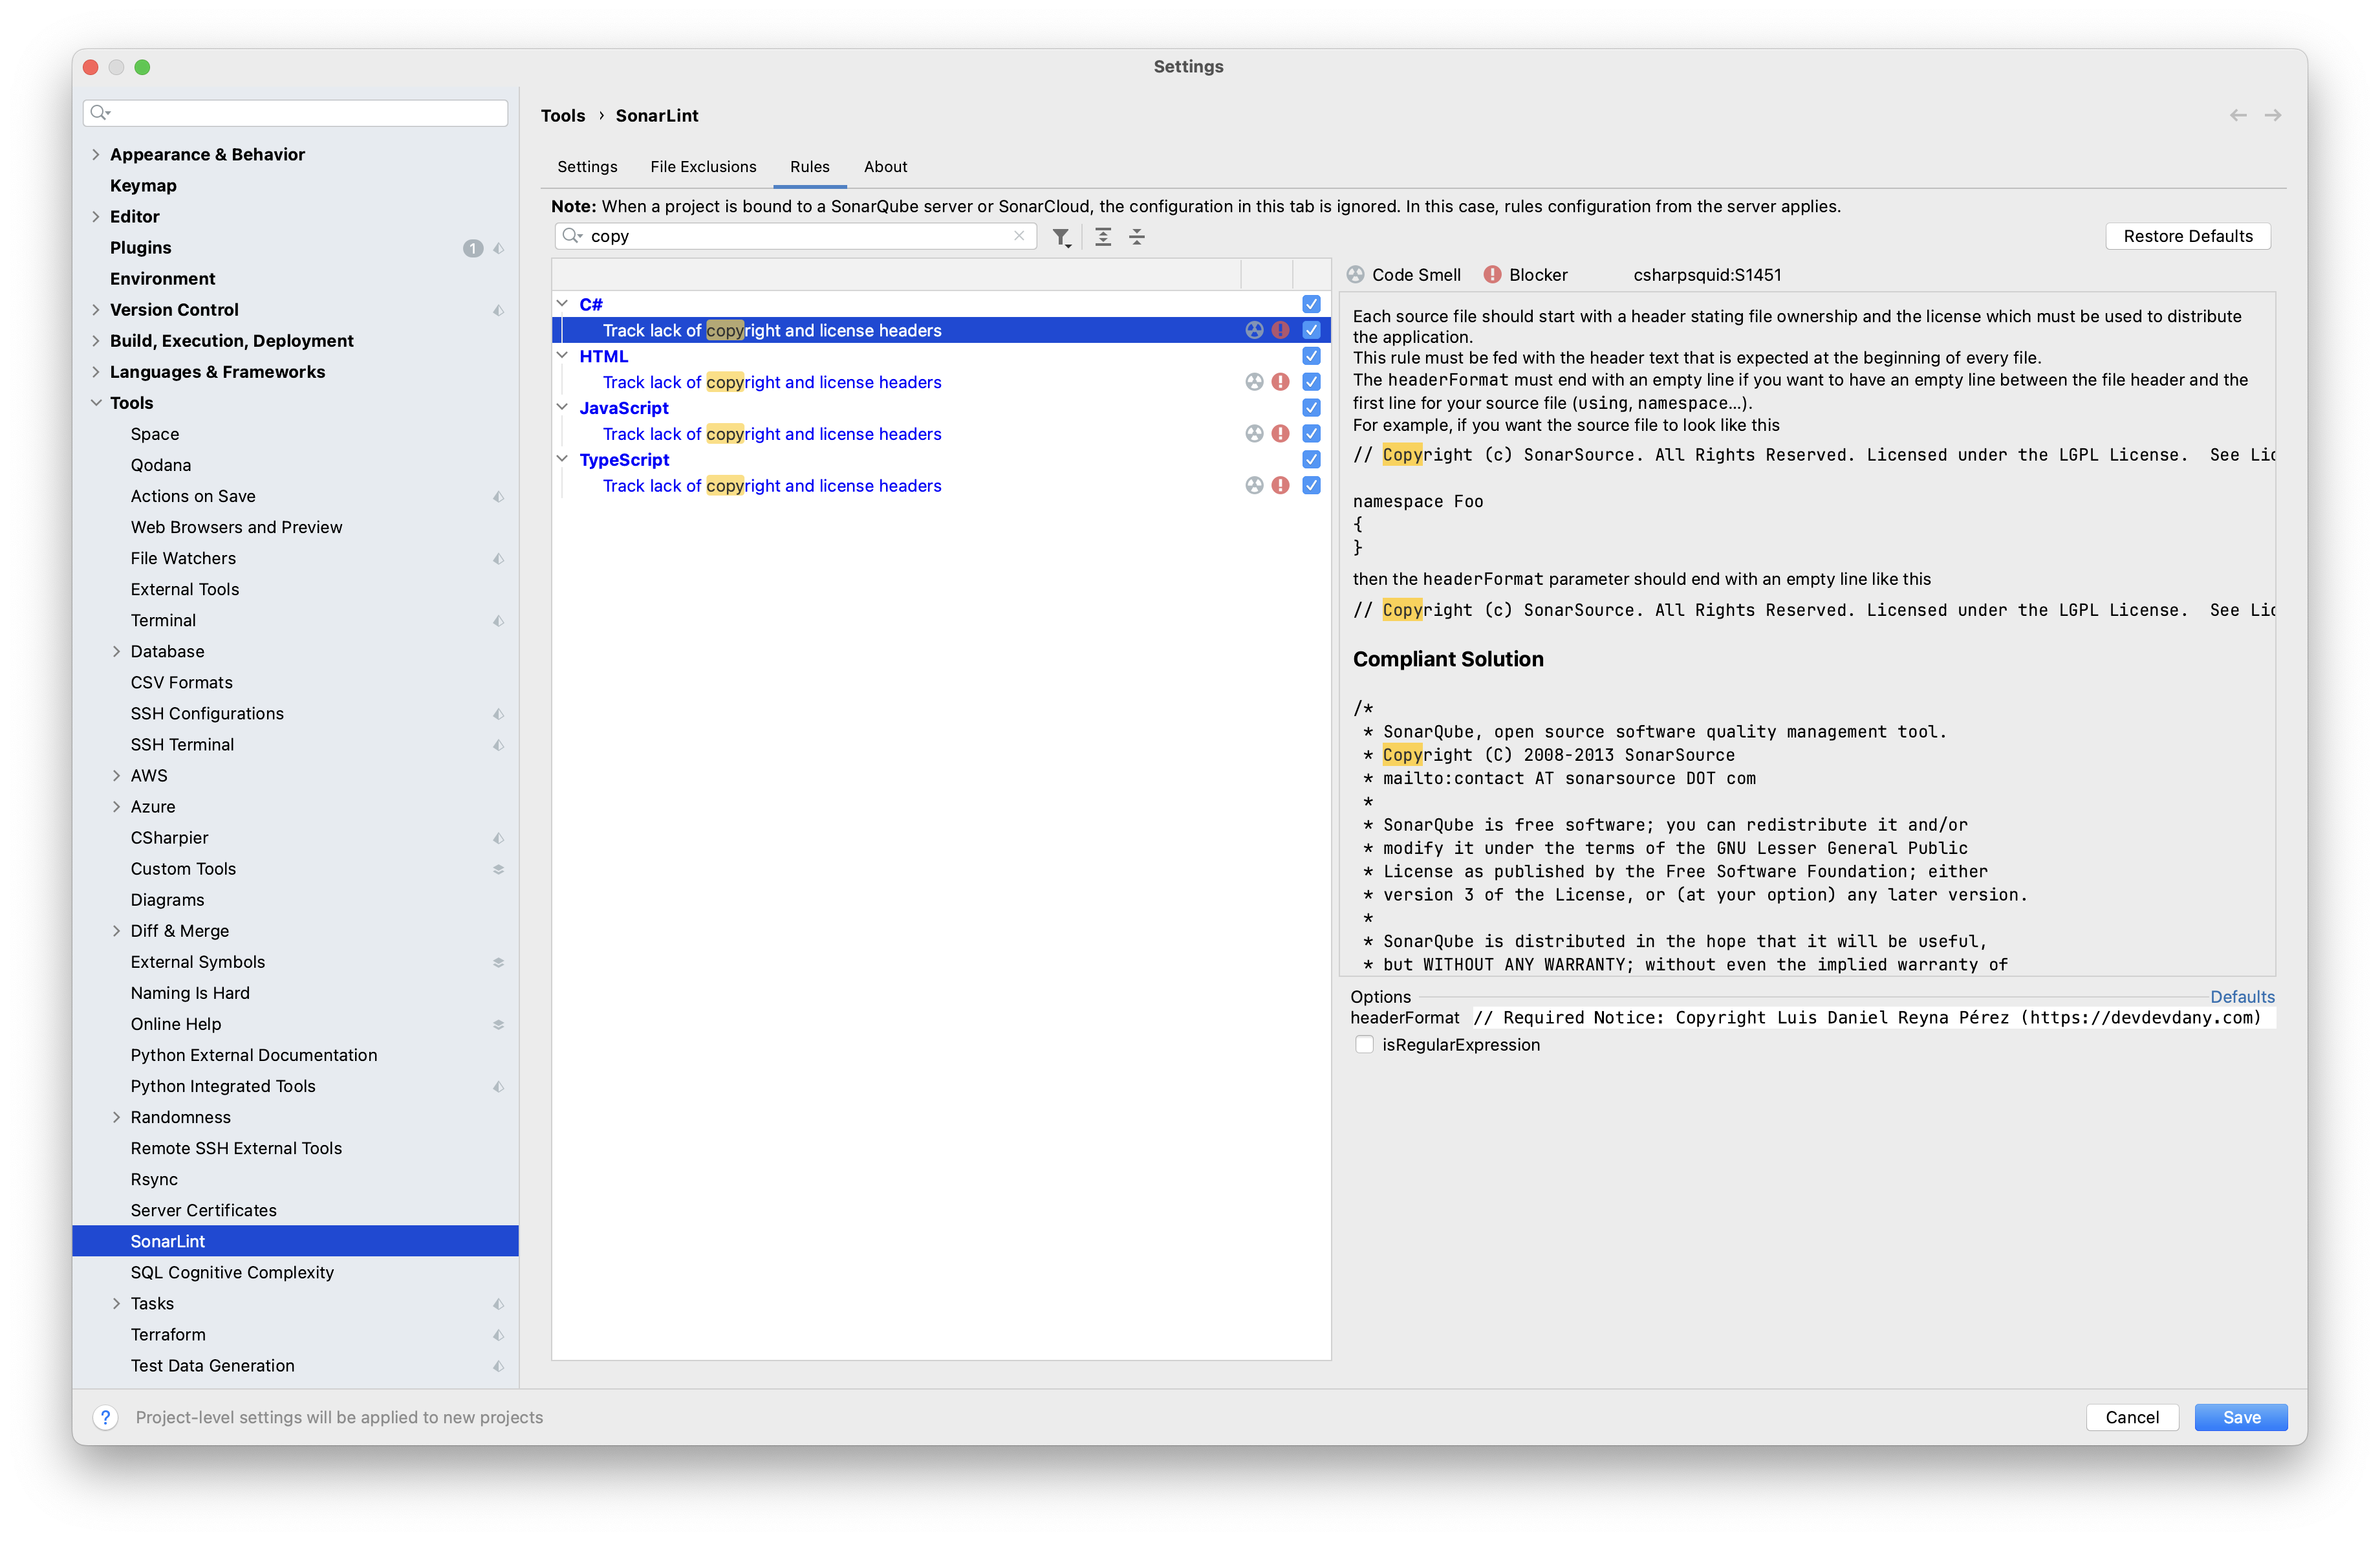 Settings
Appearance & Behavior
Keymap
Editor
Plugins 1
Environment
Version Control
Build, Execution, Deployment
Languages & Frameworks
Tools
Space
Qodana
Actions on Save
Web Browsers and Preview
File Watchers
External Tools
Terminal
Database
CSV Formats
SSH Configurations
SSH Terminal
AWS
Azure
CSharpier
Custom Tools
Diagrams
Diff & Merge
External Symbols
Naming Is Hard
Online Help
Python External Documentation
Python Integrated Tools
Randomness
Remote SSH External Tools
Rsync
Server Certificates
SonarLint
SQL Cognitive Complexity
Tasks
Terraform
Test Data Generation
Tools › SonarLint
Settings File Exclusions Rules About
Note: When a project is bound to a SonarQube server or SonarCloud, the configuration in this tab is ignored. In this case, rules configuration from the server applies.
copy
Restore Defaults
C#
Track lack of copyright and license headers
HTML
Track lack of copyright and license headers
JavaScript
Track lack of copyright and license headers
TypeScript
Track lack of copyright and license headers
Code Smell Blocker csharpsquid:S1451
Each source file should start with a header stating file ownership and the license which must be used to distribute
the application.
This rule must be fed with the header text that is expected at the beginning of every file.
The headerFormat must end with an empty line if you want to have an empty line between the file header and the
first line for your source file (using, namespace...).
For example, if you want the source file to look like this
// Copyright (c) SonarSource. All Rights Reserved. Licensed under the LGPL License.  See Lic
namespace Foo
{
}
then the headerFormat parameter should end with an empty line like this
// Copyright (c) SonarSource. All Rights Reserved. Licensed under the LGPL License.  See Lic
Compliant Solution
/*
* SonarQube, open source software quality management tool.
* Copyright (C) 2008-2013 SonarSource
* mailto:contact AT sonarsource DOT com
*
* SonarQube is free software; you can redistribute it and/or
* modify it under the terms of the GNU Lesser General Public
* License as published by the Free Software Foundation; either
* version 3 of the License, or (at your option) any later version.
*
* SonarQube is distributed in the hope that it will be useful,
* but WITHOUT ANY WARRANTY; without even the implied warranty of
Options Defaults
headerFormat // Required Notice: Copyright Luis Daniel Reyna Pérez (https://devdevdany.com)
isRegularExpression
? Project-level settings will be applied to new projects
Cancel Save